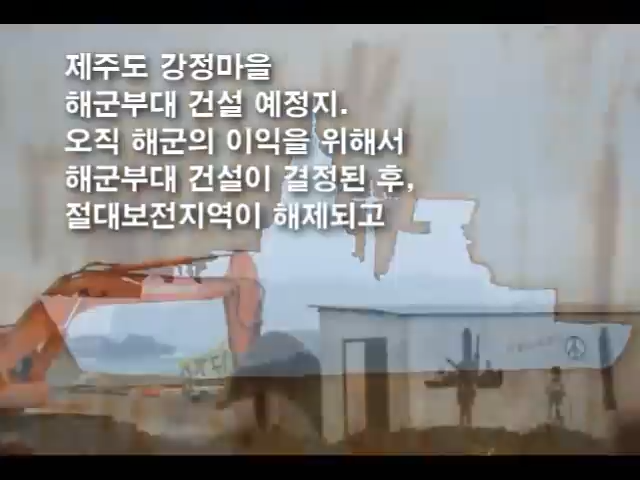 제주도 강정마을
해군부대 건설 예정지.
오직 해군의 이익을 위해서
해군부대 건설이 결정된 후,
절대보전지역이 해제되고